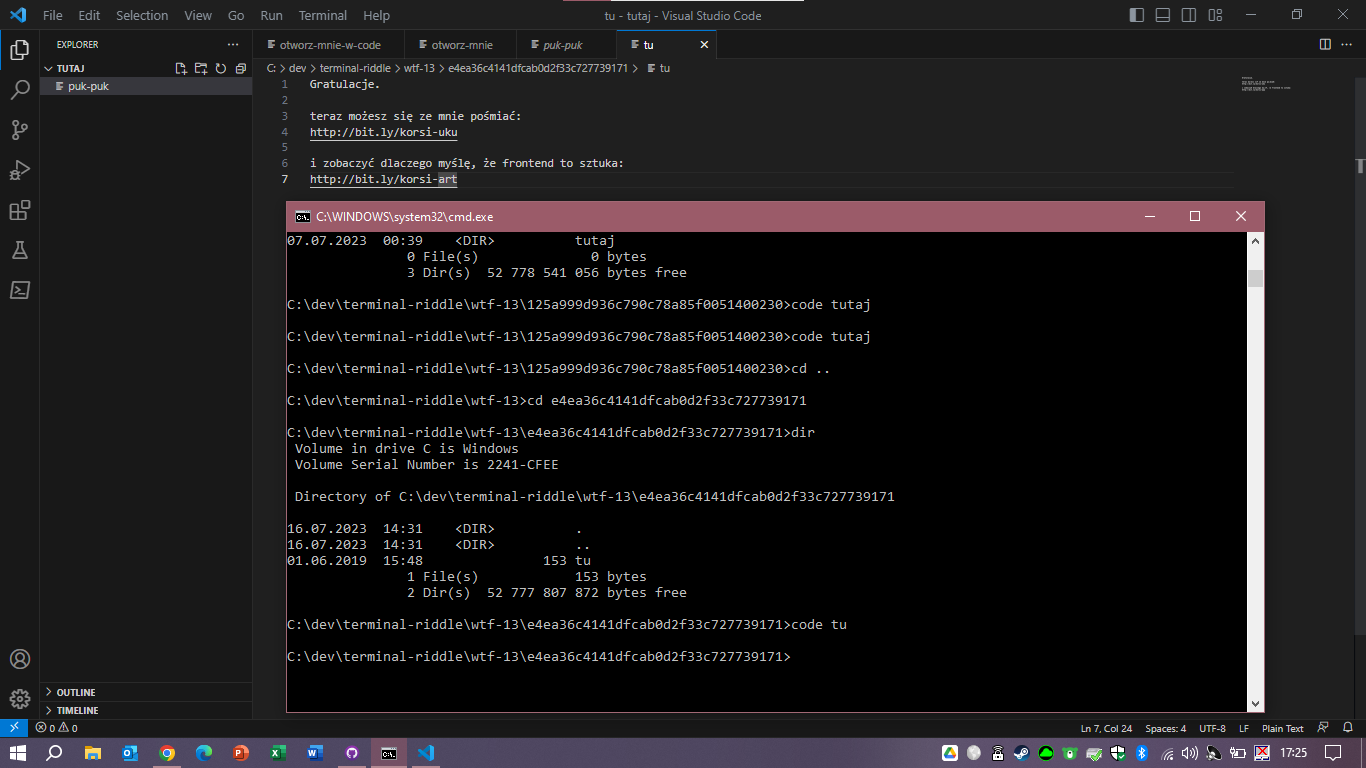 File Edit Selection View Go Run Terminal Help tu - tutaj - Visual Studio Code
EXPLORER
otworz-mnie-w-code otworz-mnie puk-puk tu
TUTAJ
puk-puk
C: > dev > terminal-riddle > wtf-13 > e4ea36c4141dfcab0d2f33c727739171 > tu
1 Gratulacje.
2
3 teraz możesz się ze mnie pośmiać:
4 http://bit.ly/korsi-uku
5
6 i zobaczyć dlaczego myślę, że frontend to sztuka:
7 http://bit.ly/korsi-art
C:\WINDOWS\system32\cmd.exe
07.07.2023 00:39 <DIR> tutaj
0 File(s) 0 bytes
3 Dir(s) 52 778 541 056 bytes free
C:\dev\terminal-riddle\wtf-13\125a999d936c790c78a85f0051400230>code tutaj
C:\dev\terminal-riddle\wtf-13\125a999d936c790c78a85f0051400230>code tutaj
C:\dev\terminal-riddle\wtf-13\125a999d936c790c78a85f0051400230>cd ..
C:\dev\terminal-riddle\wtf-13>cd e4ea36c4141dfcab0d2f33c727739171
C:\dev\terminal-riddle\wtf-13\e4ea36c4141dfcab0d2f33c727739171>dir
Volume in drive C is Windows
Volume Serial Number is 2241-CFEE
Directory of C:\dev\terminal-riddle\wtf-13\e4ea36c4141dfcab0d2f33c727739171
16.07.2023 14:31 <DIR> .
16.07.2023 14:31 <DIR> ..
01.06.2019 15:48 153 tu
1 File(s) 153 bytes
2 Dir(s) 52 777 807 872 bytes free
C:\dev\terminal-riddle\wtf-13\e4ea36c4141dfcab0d2f33c727739171>code tu
C:\dev\terminal-riddle\wtf-13\e4ea36c4141dfcab0d2f33c727739171>
OUTLINE
TIMELINE
0 0 Ln 7, Col 24 Spaces: 4 UTF-8 LF Plain Text
17:25